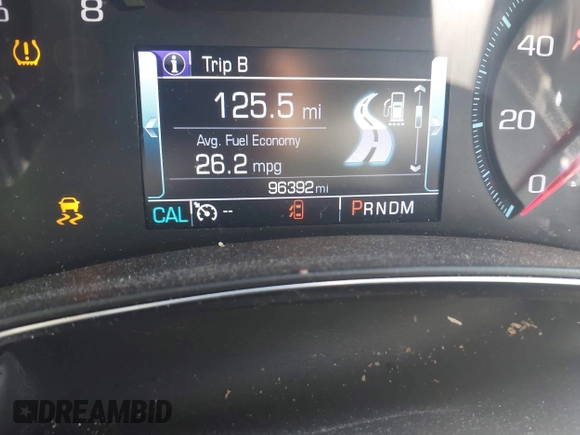 8
Trip B
125.5 mi
Avg. Fuel Economy
26.2 mpg
96392 mi
CAL -- PRNDM
40
20
0
DREAMBID